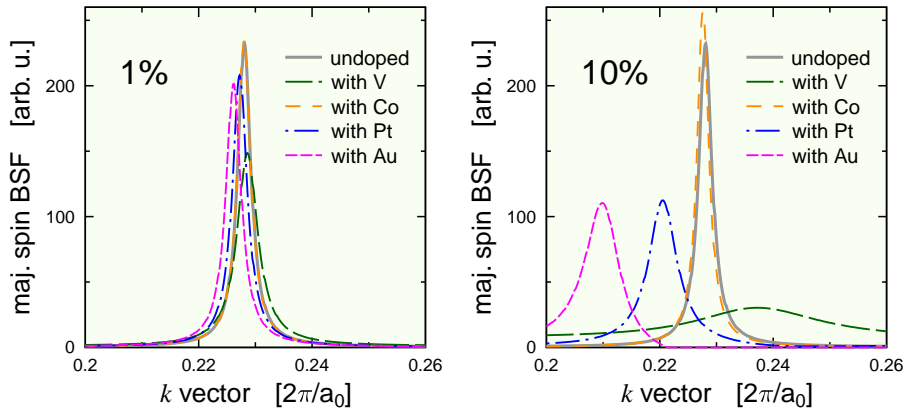 maj. spin BSF [arb. u.]
200
100
0
1%
undoped
with V
with Co
with Pt
with Au
0.2 0.22 0.24 0.26
k vector [2π/a₀]
maj. spin BSF [arb. u.]
200
100
0
10%
undoped
with V
with Co
with Pt
with Au
0.2 0.22 0.24 0.26
k vector [2π/a₀]